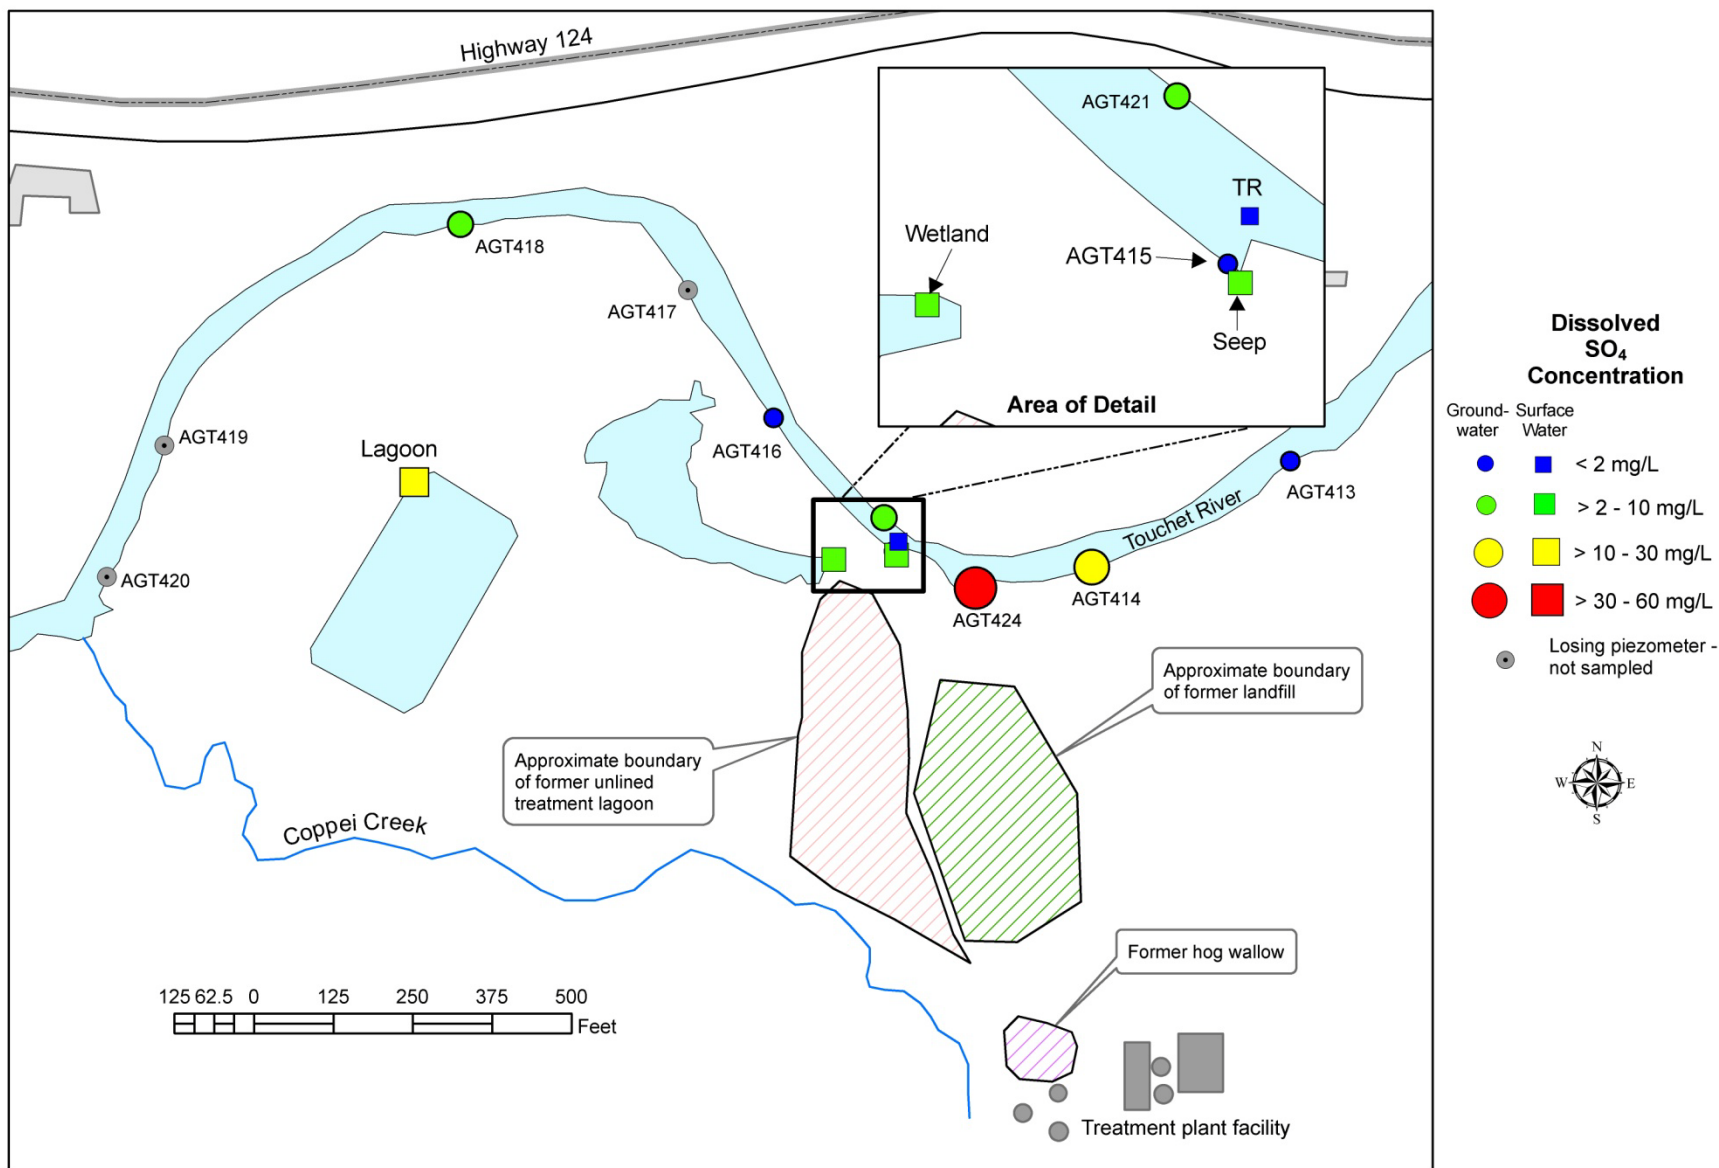 Highway 124
AGT421
TR
Wetland
AGT415
Seep
Area of Detail
AGT418
AGT417
AGT419
AGT416
AGT413
Lagoon
Touchet River
AGT420
AGT424
AGT414
Approximate boundary
of former landfill
Approximate boundary
of former unlined
treatment lagoon
Coppei Creek
Former hog wallow
125 62.5 0 125 250 375 500
Feet
Treatment plant facility
Dissolved
SO₄
Concentration
Ground- Surface
water Water
< 2 mg/L
> 2 - 10 mg/L
> 10 - 30 mg/L
> 30 - 60 mg/L
Losing piezometer -
not sampled
N
W E
S